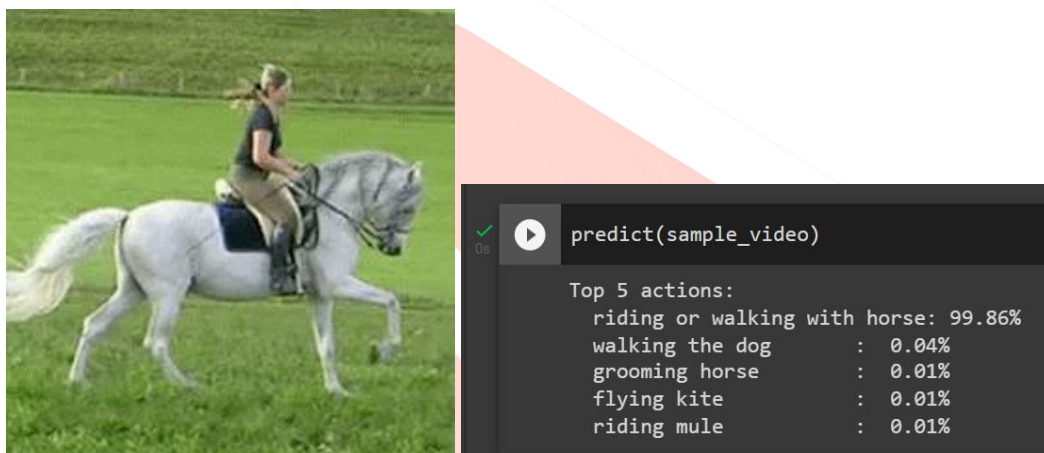 predict(sample_video)
0s
Top 5 actions:
riding or walking with horse: 99.86%
walking the dog : 0.04%
grooming horse : 0.01%
flying kite : 0.01%
riding mule : 0.01%